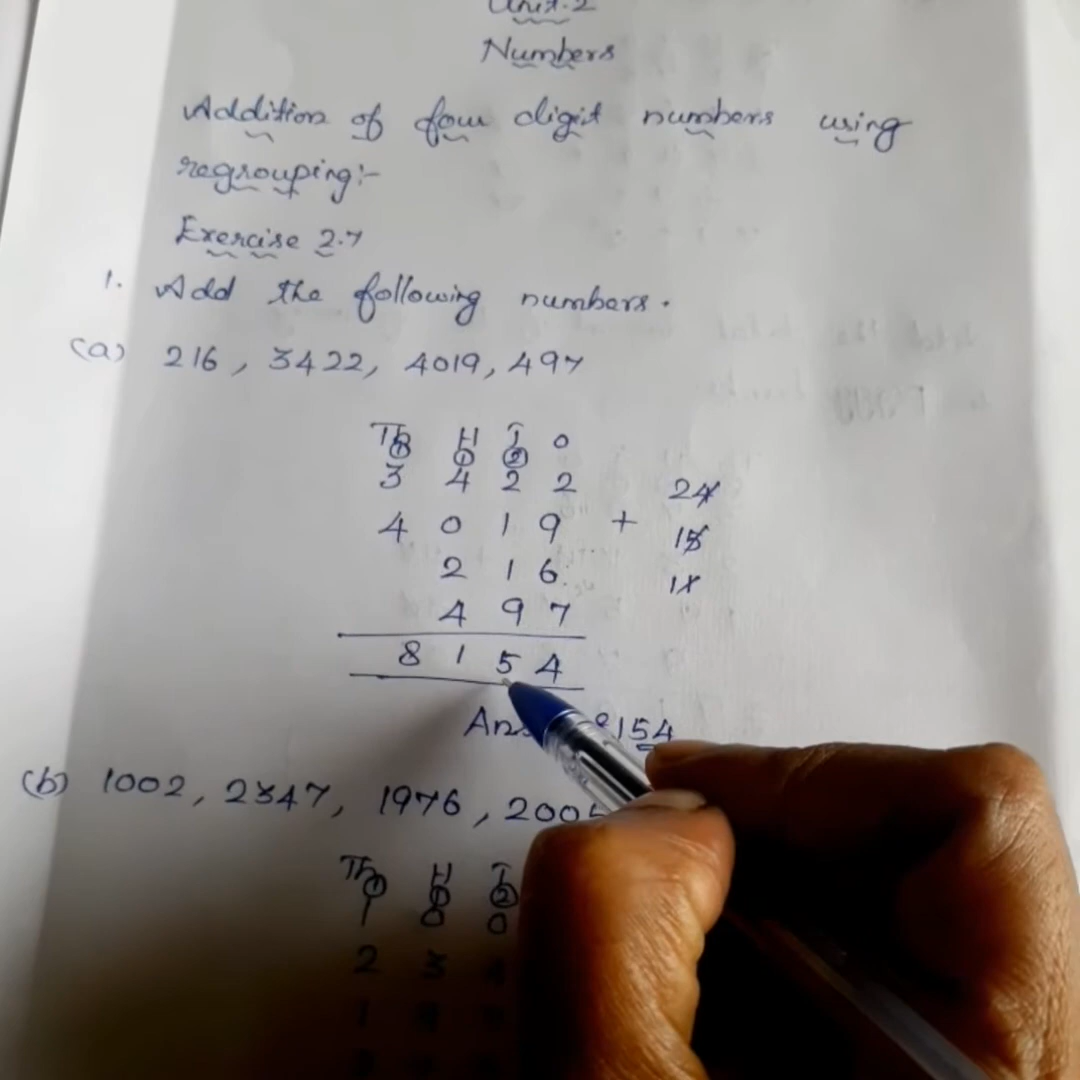 Unit-2
Numbers
Addition of four digit numbers using
regrouping:-
Exercise 2.7
1. Add the following numbers.
(a) 216, 3422, 4019, 497
Th H T O
1 1 2
3 4 2 2 24
4 0 1 9 + 15
2 1 6 11
4 9 7
8 1 5 4
8154
(b) 1002, 2347, 1976, 2005
Th H T
1 1 2
1 0 0
2